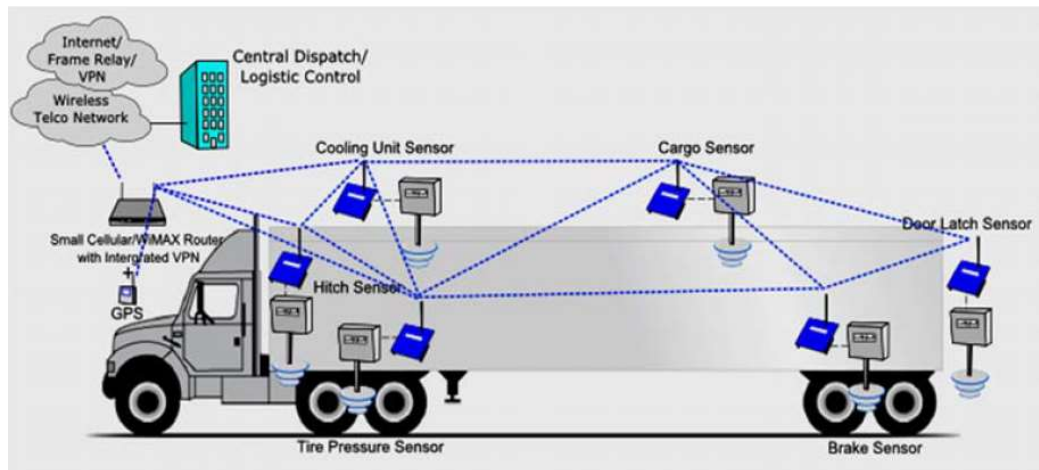 Internet/
Frame Relay/
VPN
Wireless
Telco Network
Central Dispatch/
Logistic Control
Cooling Unit Sensor
Cargo Sensor
Door Latch Sensor
Small Cellular/WiMAX Router
with Intergrated VPN
+
GPS
Hitch Sensor
Tire Pressure Sensor
Brake Sensor